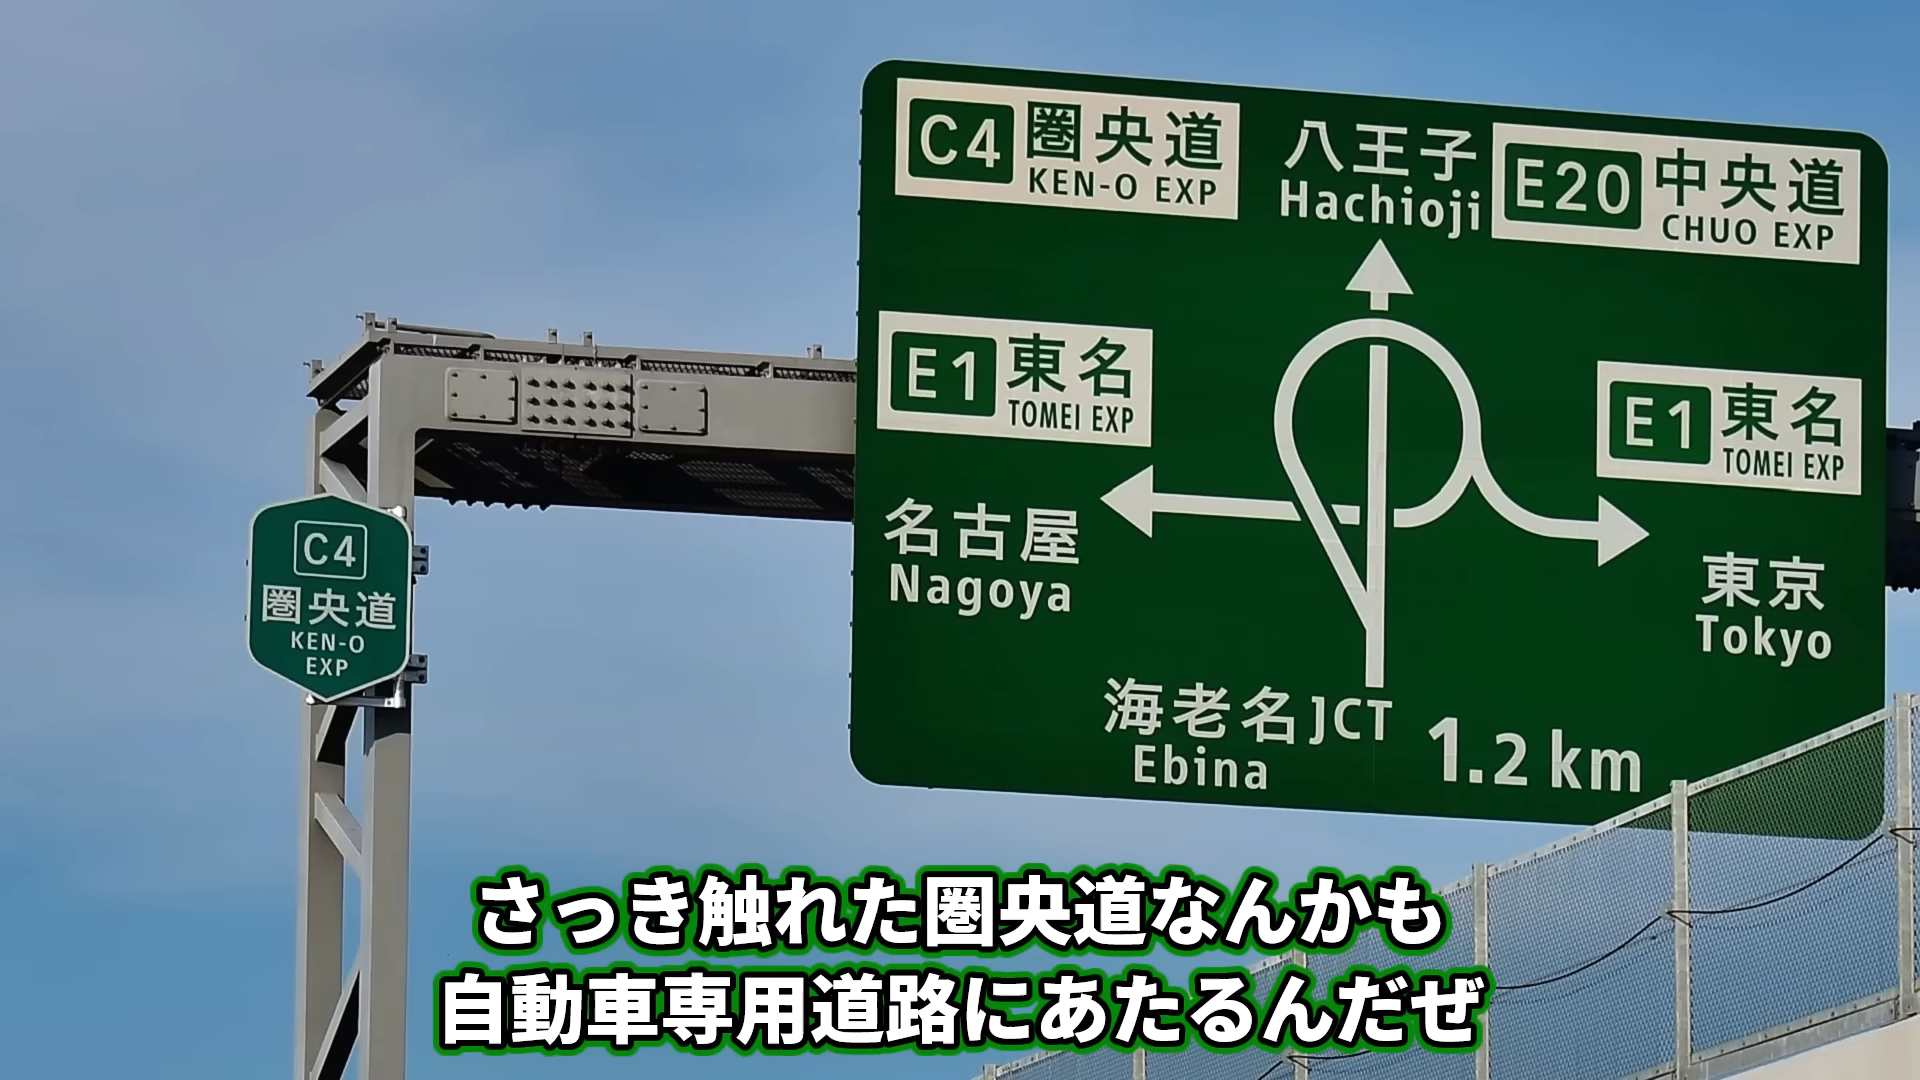 C4 圏央道
KEN-O EXP
八王子
Hachioji
E20 中央道
CHUO EXP
E1 東名
TOMEI EXP
E1 東名
TOMEI EXP
名古屋
Nagoya
東京
Tokyo
海老名JCT
Ebina
1.2 km
C4
圏央道
KEN-O
EXP
さっき触れた圏央道なんかも
自動車専用道路にあたるんだぜ